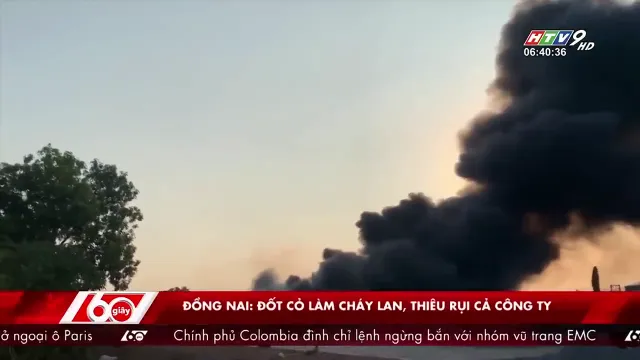 HTV9 HD
06:40:36
60 giây
ĐỒNG NAI: ĐỐT CỎ LÀM CHÁY LAN, THIÊU RỤI CẢ CÔNG TY
ở ngoại ô Paris 60 Chính phủ Colombia đình chỉ lệnh ngừng bắn với nhóm vũ trang EMC